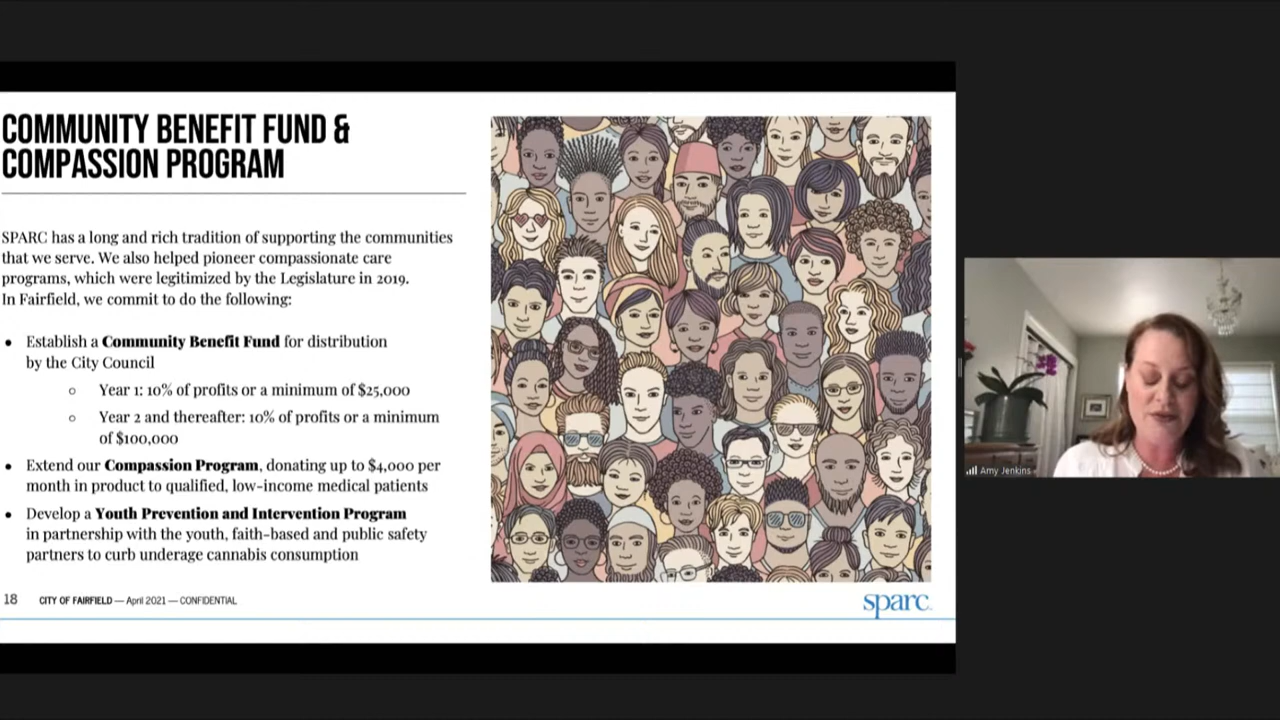 COMMUNITY BENEFIT FUND &
COMPASSION PROGRAM
SPARC has a long and rich tradition of supporting the communities
that we serve. We also helped pioneer compassionate care
programs, which were legitimized by the Legislature in 2019.
In Fairfield, we commit to do the following:
• Establish a Community Benefit Fund for distribution
by the City Council
○ Year 1: 10% of profits or a minimum of $25,000
○ Year 2 and thereafter: 10% of profits or a minimum
of $100,000
• Extend our Compassion Program, donating up to $4,000 per
month in product to qualified, low-income medical patients
• Develop a Youth Prevention and Intervention Program
in partnership with the youth, faith-based and public safety
partners to curb underage cannabis consumption
18 CITY OF FAIRFIELD — April 2021 — CONFIDENTIAL
sparc
Amy Jenkins